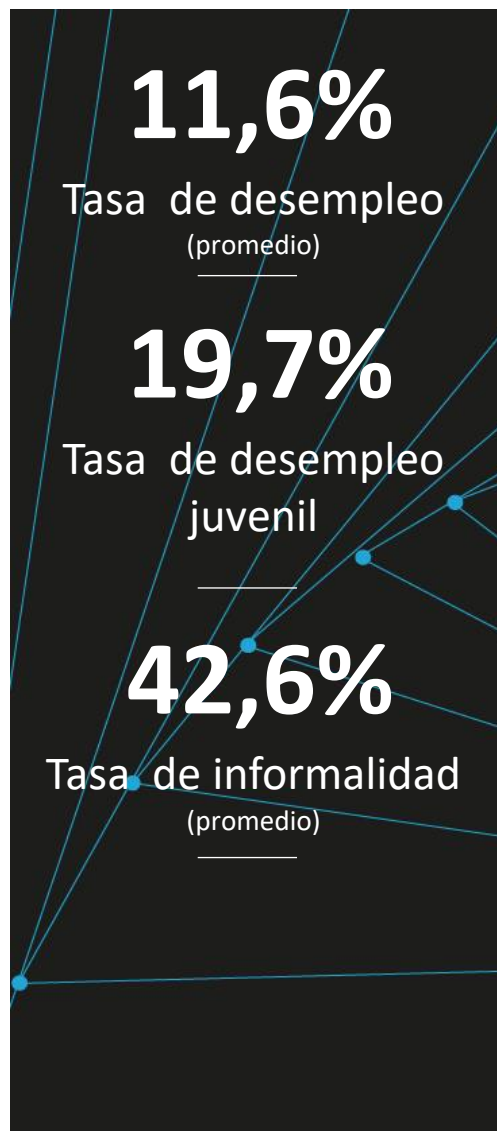 11,6%
Tasa de desempleo
(promedio)
19,7%
Tasa de desempleo
juvenil
42,6%
Tasa de informalidad
(promedio)